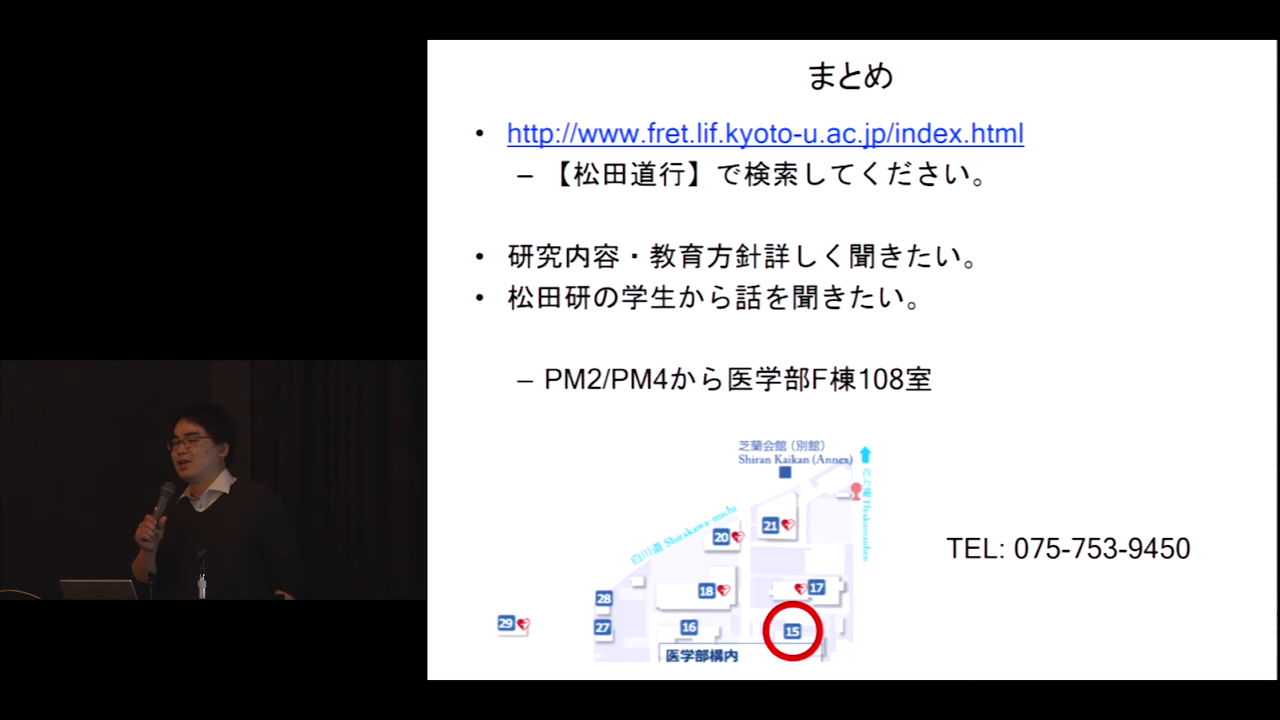 まとめ
• http://www.fret.lif.kyoto-u.ac.jp/index.html
– 【松田道行】で検索してください。
• 研究内容・教育方針詳しく聞きたい。
• 松田研の学生から話を聞きたい。
– PM2/PM4から医学部F棟108室
芝蘭会館（別館）
Shiran Kaikan (Annex)
白川道 Shirakawa-michi
21
20
TEL: 075-753-9450
18
17
28
29
27
16
15
医学部構内